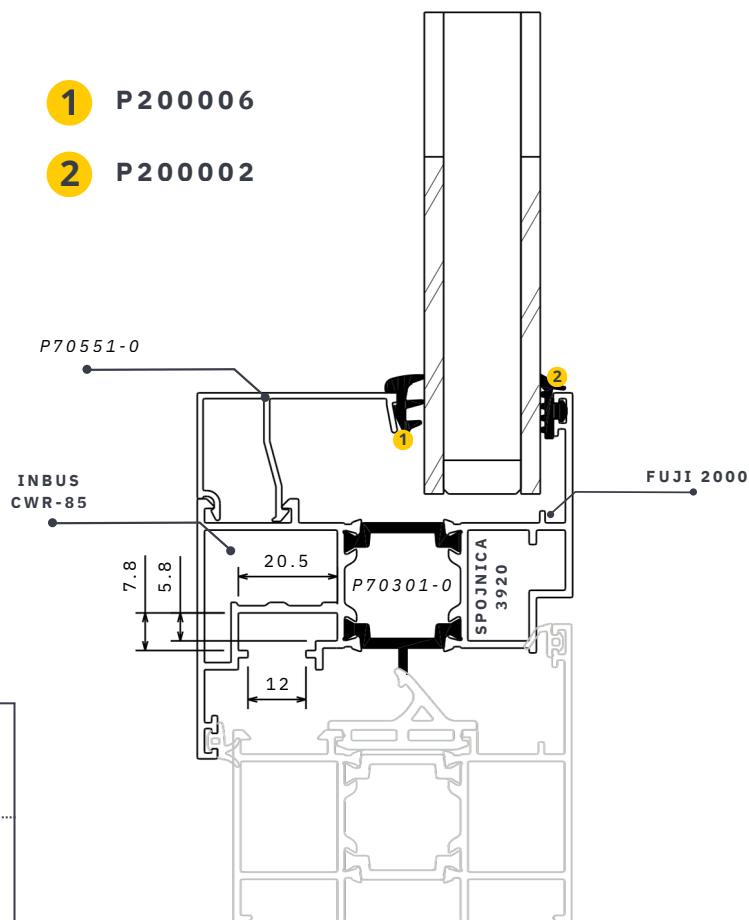 1 P200006
2 P200002
P70551-0
2
1
INBUS
CWR-85
FUJI 2000
7.8
5.8
20.5
P70301-0
SPOJNICA
3920
12